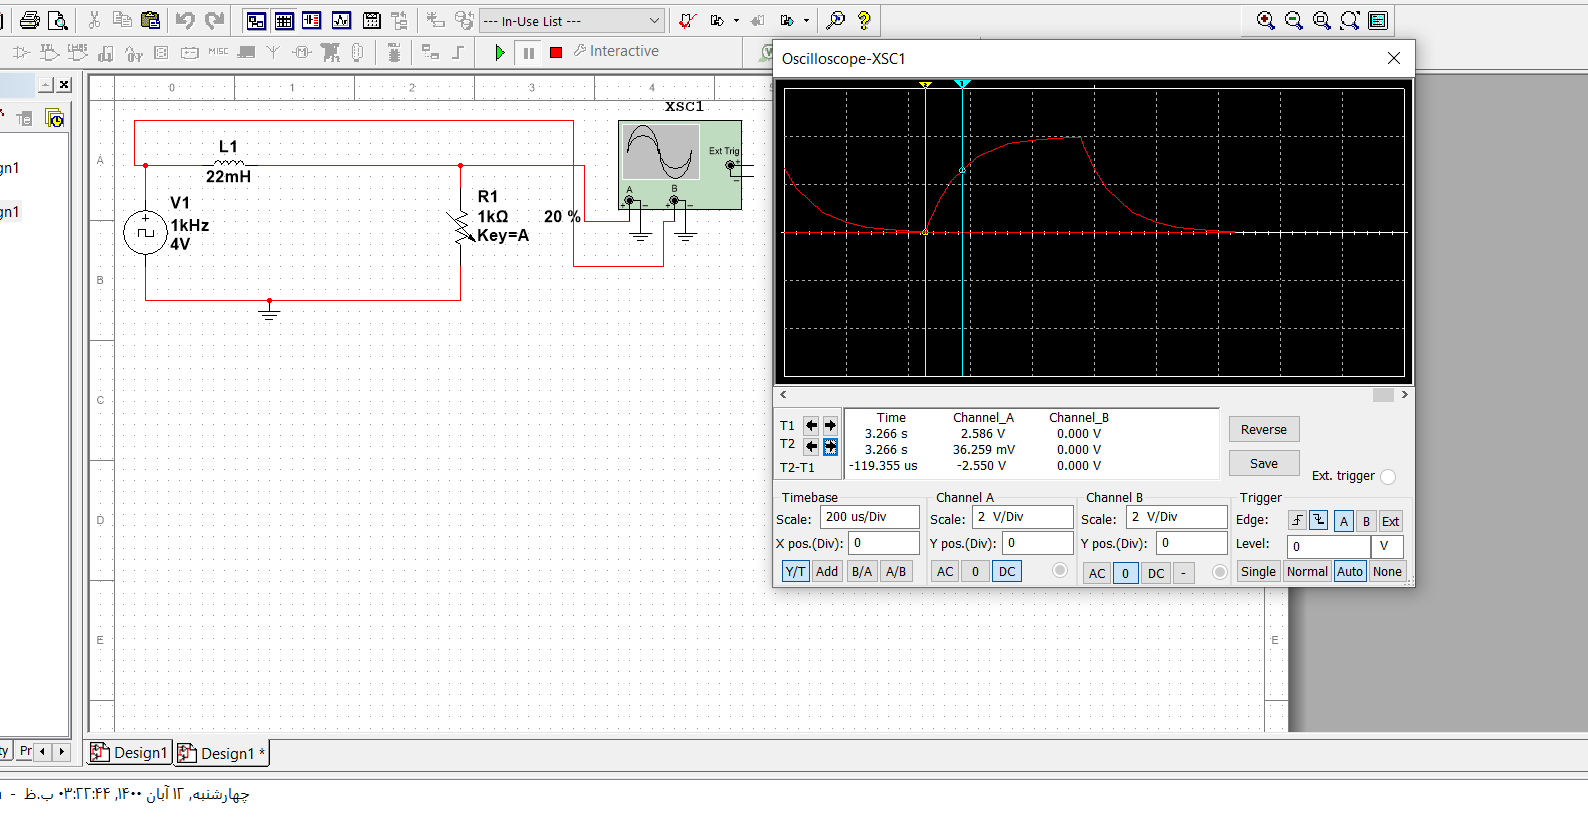 --- In-Use List ---
MISC
Interactive
gn1
gn1
Te
0 1 2 3 4
A
B
C
D
E
E
L1
22mH
V1
1kHz
4V
R1
1kΩ
Key=A
20 %
XSC1
Ext Trig
A B
Oscilloscope-XSC1
Time Channel_A Channel_B
T1 3.266 s 2.586 V 0.000 V
T2 3.266 s 36.259 mV 0.000 V
T2-T1 -119.355 us -2.550 V 0.000 V
Reverse
Save
Ext. trigger
Timebase
Scale: 200 us/Div
X pos.(Div): 0
Y/T Add B/A A/B
Channel A
Scale: 2 V/Div
Y pos.(Div): 0
AC 0 DC
Channel B
Scale: 2 V/Div
Y pos.(Div): 0
AC 0 DC -
Trigger
Edge: A B Ext
Level: 0 V
Single Normal Auto None
ty Pr
Design1 Design1 *
چهارشنبه, ۱۲ آبان ۱۴۰۰, ۰۳:۲۲:۴۴ ب.ظ -